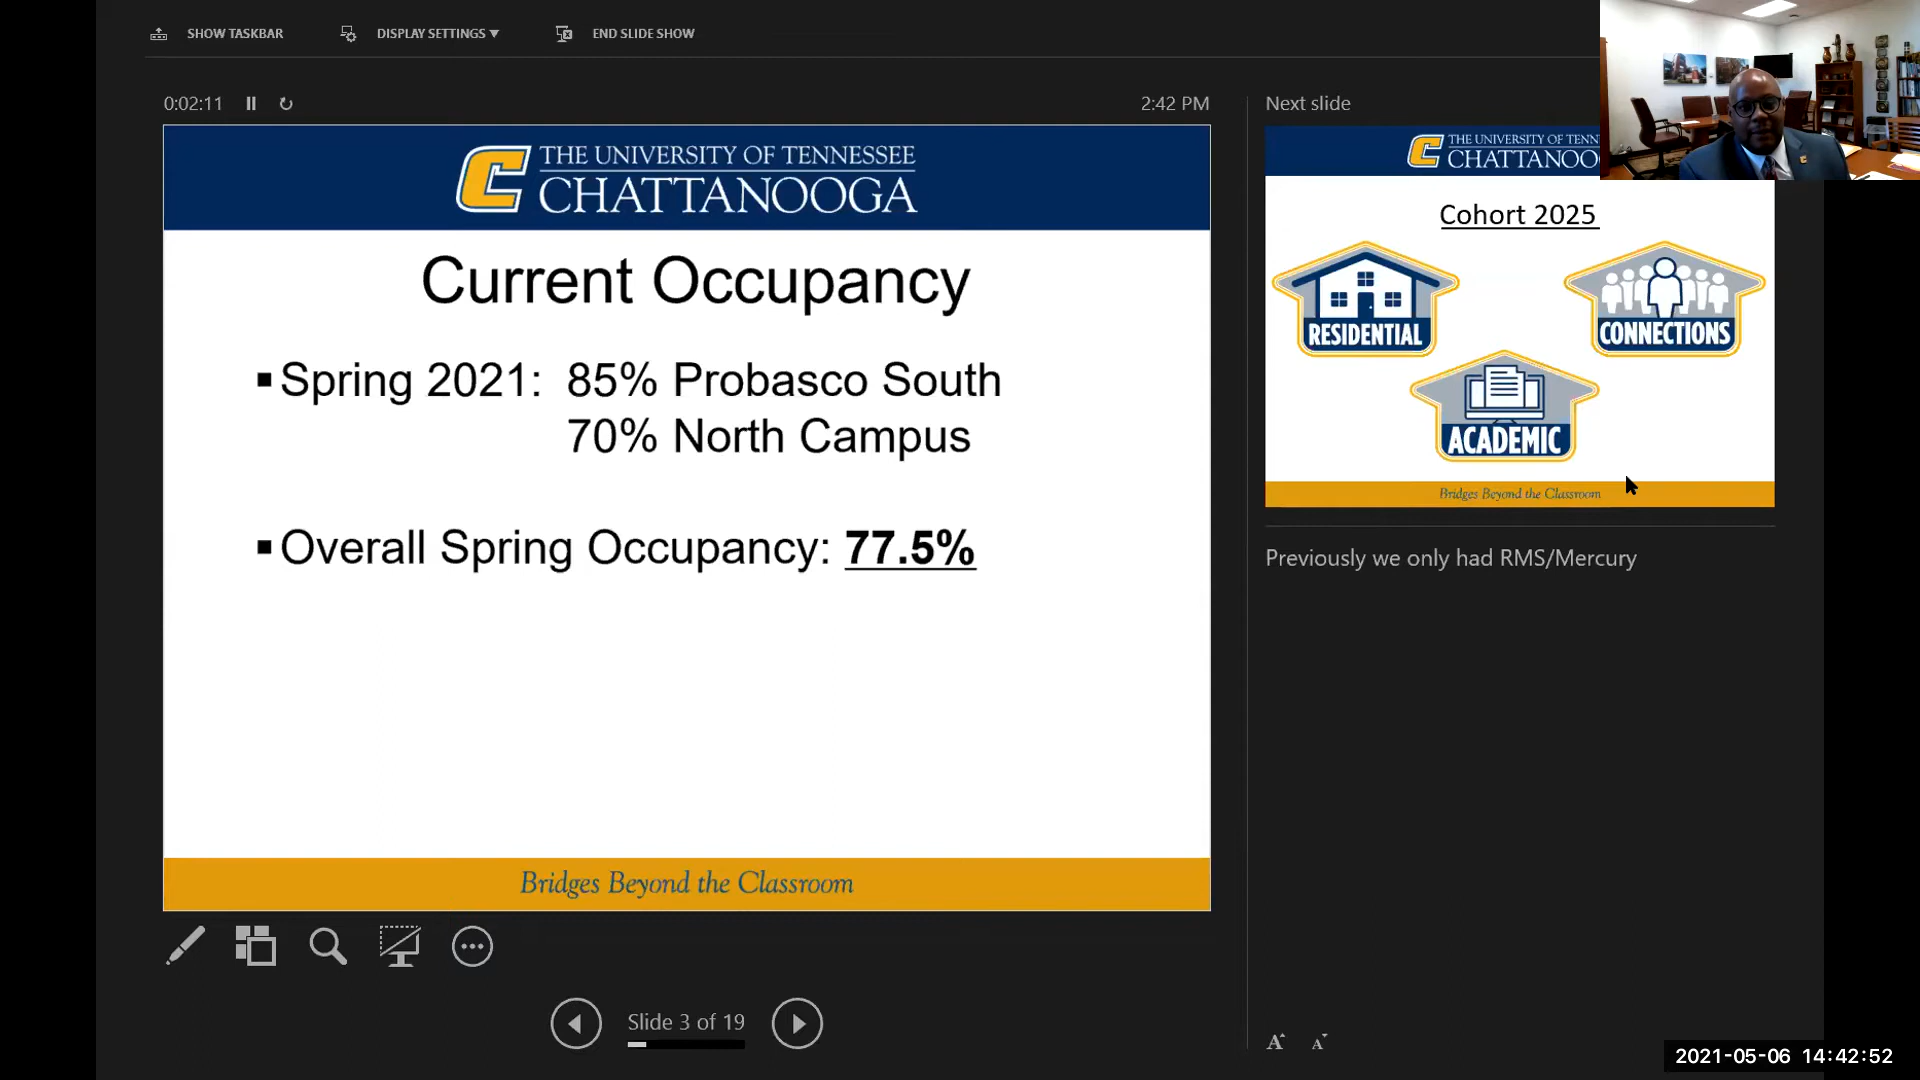 SHOW TASKBAR
DISPLAY SETTINGS ▼
END SLIDE SHOW
0:02:11
2:42 PM
THE UNIVERSITY OF TENNESSEE
CHATTANOOGA
Current Occupancy
▪ Spring 2021: 85% Probasco South
70% North Campus
▪ Overall Spring Occupancy: 77.5%
Bridges Beyond the Classroom
Slide 3 of 19
Next slide
THE UNIVERSITY OF TENN
CHATTANOO
Cohort 2025
RESIDENTIAL
CONNECTIONS
ACADEMIC
Bridges Beyond the Classroom
Previously we only had RMS/Mercury
A A
2021-05-06 14:42:52